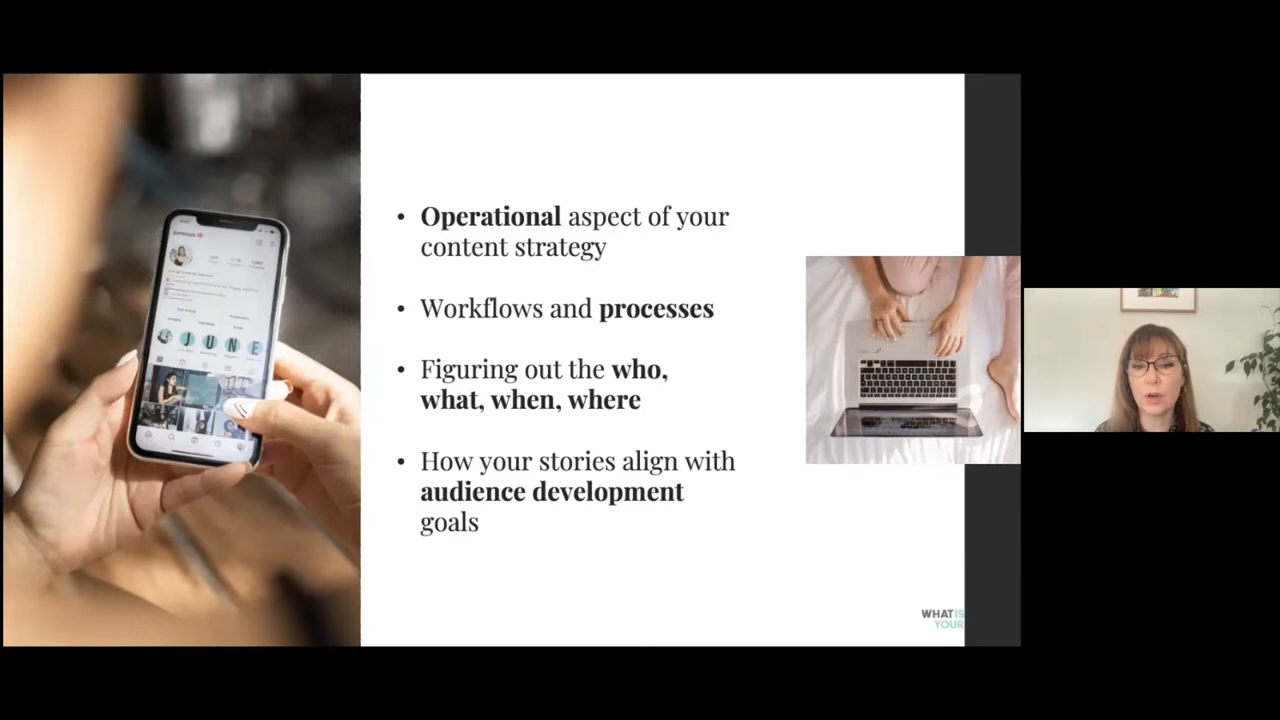 • Operational aspect of your
content strategy
• Workflows and processes
• Figuring out the who,
what, when, where
• How your stories align with
audience development
goals
WHAT IS
YOUR
J U N E